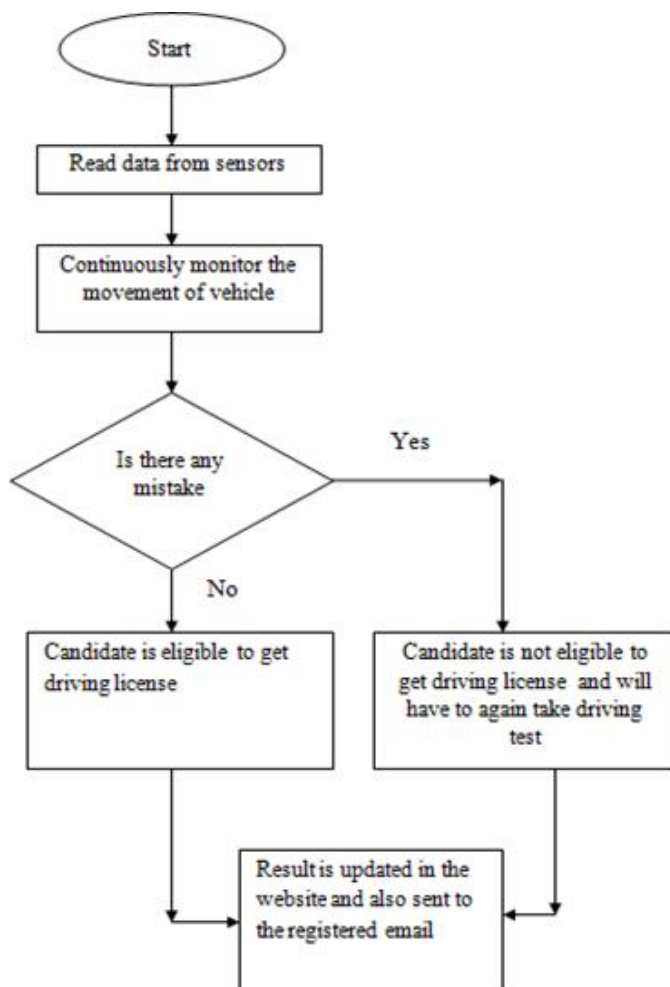 Start
Read data from sensors
Continuously monitor the
movement of vehicle
Is there any
mistake
Yes
No
Candidate is eligible to get
driving license
Candidate is not eligible to
get driving license and will
have to again take driving
test
Result is updated in the
website and also sent to
the registered email